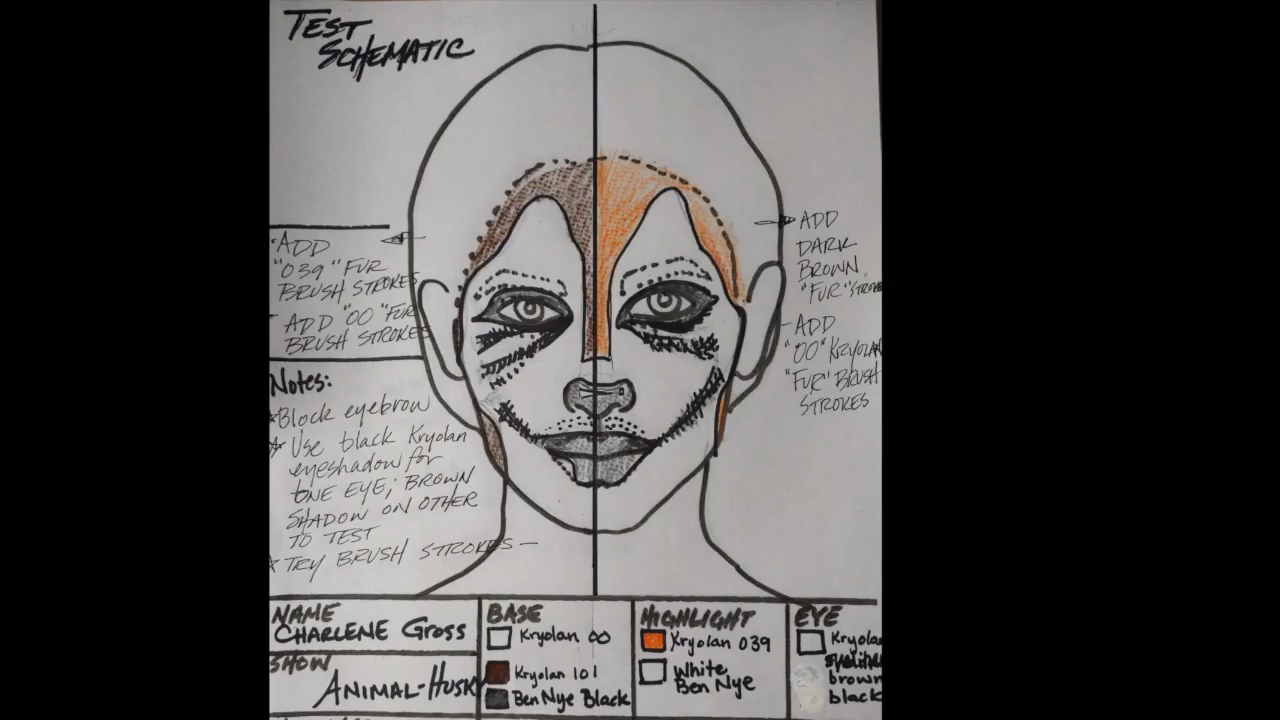 TEST
SCHEMATIC
ADD
"039" FUR
BRUSH STROKES
ADD "00" FUR
BRUSH STROKES
Notes:
Block eyebrow
Use black Kryolan
eyeshadow for
ONE EYE; BROWN
SHADOW ON OTHER
TO TEST
TRY BRUSH STROKES —
ADD
DARK
BROWN
"FUR" STROKE
ADD
"00" KRYOLAN
"FUR" BRUSH
STROKES
NAME
CHARLENE GROSS
SHOW
ANIMAL-HUSKY
BASE
Kryolan 00
Kryolan 101
Ben Nye Black
HIGHLIGHT
Kryolan 039
White
Ben Nye
EYE
Kryolan
brown
black